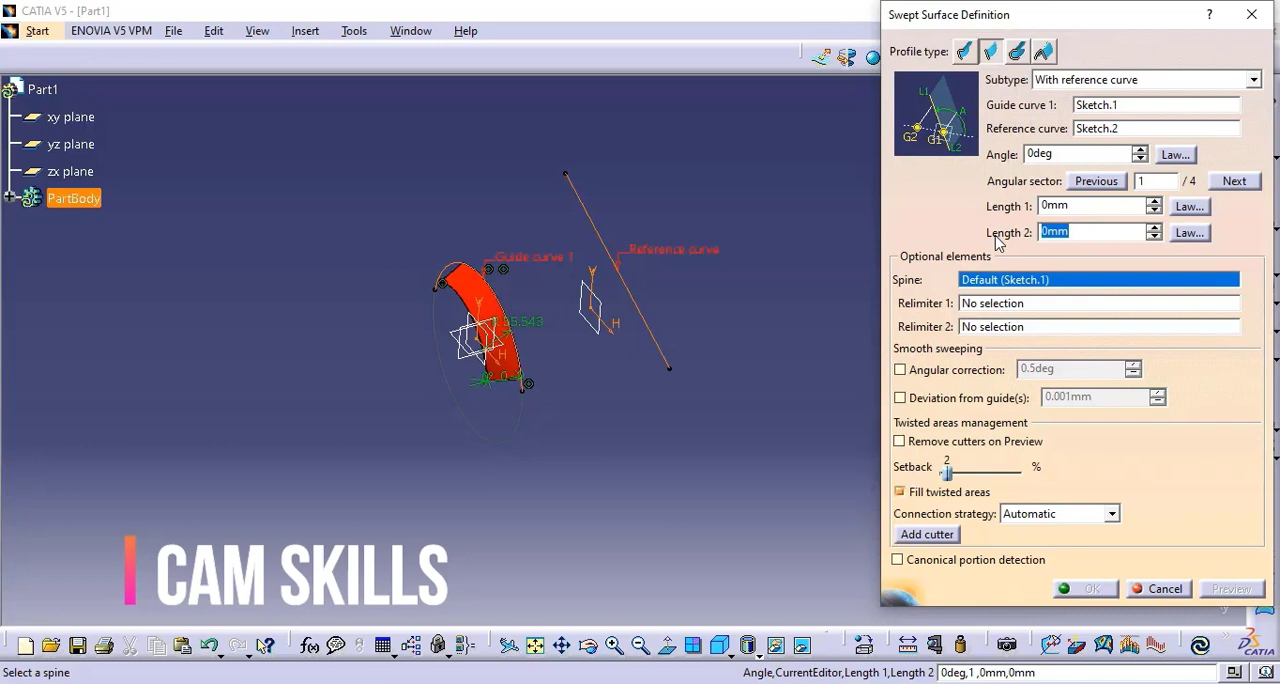 CATIA V5 - [Part1]
Start ENOVIA V5 VPM File Edit View Insert Tools Window Help
Part1
xy plane
yz plane
zx plane
PartBody
Guide curve 1
Reference curve
H
H
CAM SKILLS
Swept Surface Definition ? ×
Profile type:
Subtype: With reference curve
L1
A
G2
G1
L2
Guide curve 1: Sketch.1
Reference curve: Sketch.2
Angle: 0deg Law...
Angular sector: Previous 1 / 4 Next
Length 1: 0mm Law...
Length 2: 0mm Law...
Optional elements
Spine: Default (Sketch.1)
Relimiter 1: No selection
Relimiter 2: No selection
Smooth sweeping
Angular correction: 0.5deg
Deviation from guide(s): 0.001mm
Twisted areas management
Remove cutters on Preview
Setback 2 %
Fill twisted areas
Connection strategy: Automatic
Add cutter
Canonical portion detection
OK Cancel Preview
f(x)
CATIA
Select a spine
Angle,CurrentEditor,Length 1,Length 2 0deg,1 ,0mm,0mm